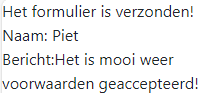 Het formulier is verzonden!
Naam: Piet
Bericht:Het is mooi weer
voorwaarden geaccepteerd!